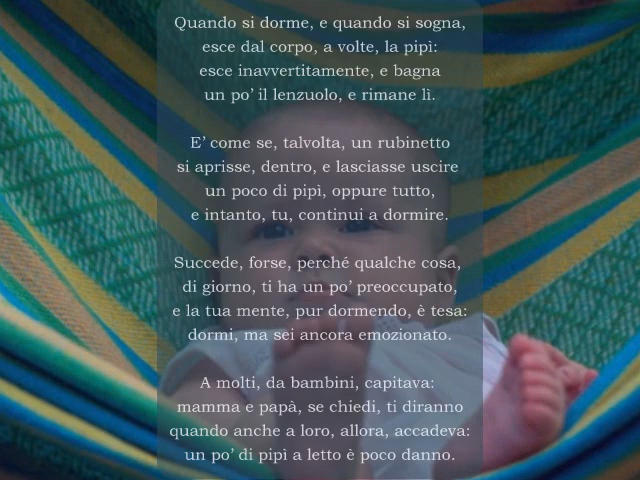 Quando si dorme, e quando si sogna,
esce dal corpo, a volte, la pipì:
esce inavvertitamente, e bagna
un po' il lenzuolo, e rimane lì.
E' come se, talvolta, un rubinetto
si aprisse, dentro, e lasciasse uscire
un poco di pipì, oppure tutto,
e intanto, tu, continui a dormire.
Succede, forse, perché qualche cosa,
di giorno, ti ha un po' preoccupato,
e la tua mente, pur dormendo, è tesa:
dormi, ma sei ancora emozionato.
A molti, da bambini, capitava:
mamma e papà, se chiedi, ti diranno
quando anche a loro, allora, accadeva:
un po' di pipì a letto è poco danno.